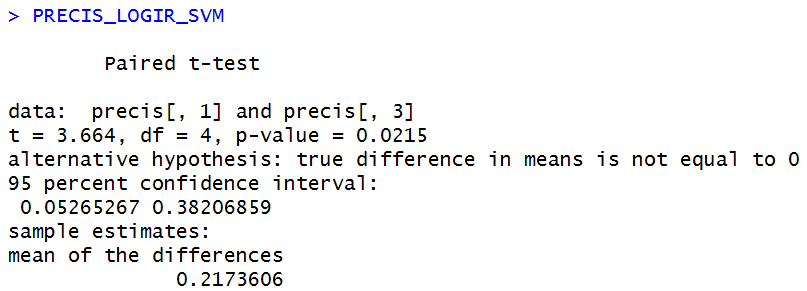 > PRECIS_LOGIR_SVM
Paired t-test
data:  precis[, 1] and precis[, 3]
t = 3.664, df = 4, p-value = 0.0215
alternative hypothesis: true difference in means is not equal to 0
95 percent confidence interval:
0.05265267 0.38206859
sample estimates:
mean of the differences
0.2173606